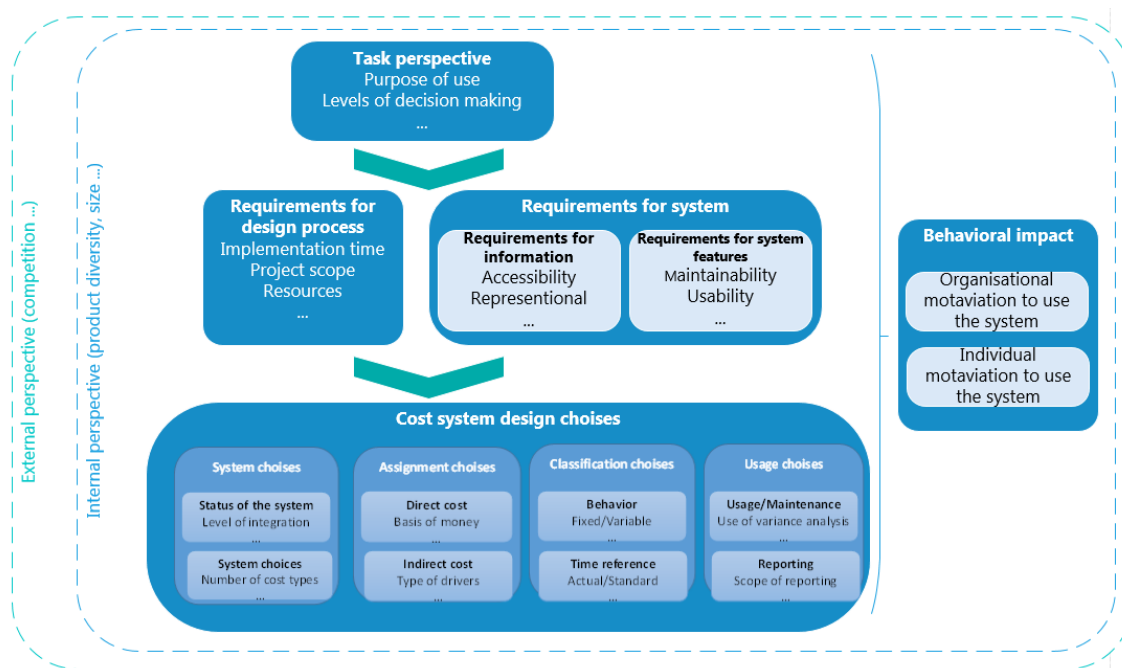 External perspective (competition ...)
Internal perspective (product diversity, size ...)
Task perspective
Purpose of use
Levels of decision making
...
Requirements for
design process
Implementation time
Project scope
Resources
...
Requirements for system
Requirements for
information
Accessibility
Representional
...
Requirements for system
features
Maintainability
Usability
...
Behavioral impact
Organisational
motaviation to use
the system
Individual
motaviation to use
the system
Cost system design choises
System choises
Status of the system
Level of integration
...
System choices
Number of cost types
...
Assignment choises
Direct cost
Basis of money
...
Indirect cost
Type of drivers
...
Classification choises
Behavior
Fixed/Variable
...
Time reference
Actual/Standard
...
Usage choises
Usage/Maintenance
Use of variance analysis
...
Reporting
Scope of reporting
...